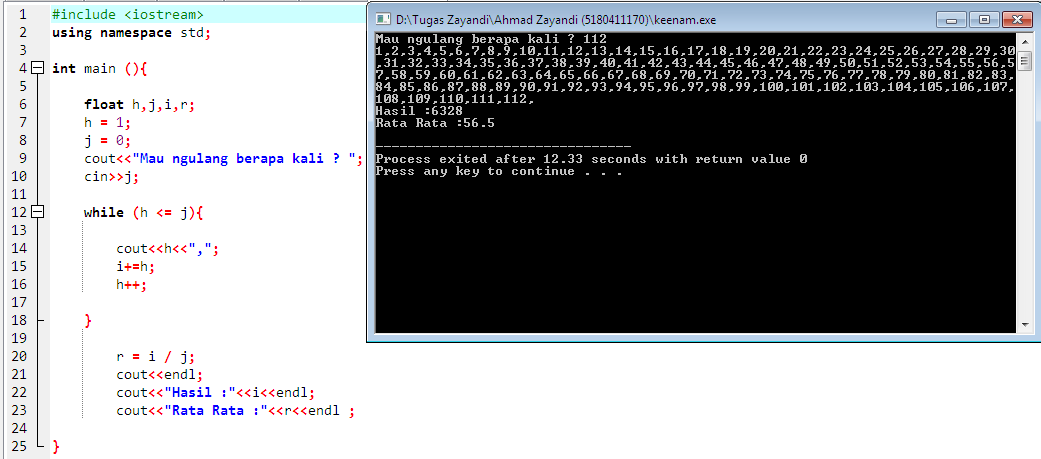 1 #include <iostream>
2 using namespace std;
3
4 int main (){
5
6 float h,j,i,r;
7 h = 1;
8 j = 0;
9 cout<<"Mau ngulang berapa kali ? ";
10 cin>>j;
11
12 while (h <= j){
13
14 cout<<h<<",";
15 i+=h;
16 h++;
17
18 }
19
20 r = i / j;
21 cout<<endl;
22 cout<<"Hasil :"<<i<<endl;
23 cout<<"Rata Rata :"<<r<<endl ;
24
25 }
D:\Tugas Zayandi\Ahmad Zayandi (5180411170)\keenam.exe
Mau ngulang berapa kali ? 112
1,2,3,4,5,6,7,8,9,10,11,12,13,14,15,16,17,18,19,20,21,22,23,24,25,26,27,28,29,30
,31,32,33,34,35,36,37,38,39,40,41,42,43,44,45,46,47,48,49,50,51,52,53,54,55,56,5
7,58,59,60,61,62,63,64,65,66,67,68,69,70,71,72,73,74,75,76,77,78,79,80,81,82,83,
84,85,86,87,88,89,90,91,92,93,94,95,96,97,98,99,100,101,102,103,104,105,106,107,
108,109,110,111,112,
Hasil :6328
Rata Rata :56.5
--------------------------------
Process exited after 12.33 seconds with return value 0
Press any key to continue . . .